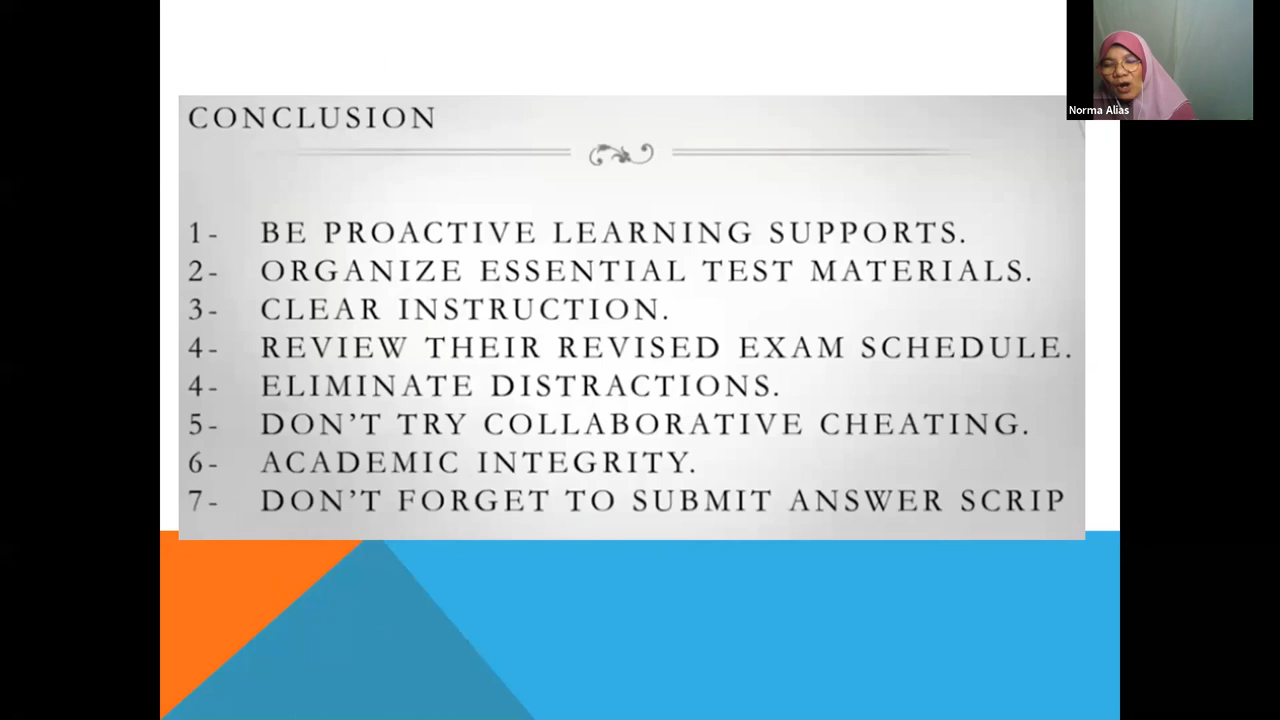 CONCLUSION
1- BE PROACTIVE LEARNING SUPPORTS.
2- ORGANIZE ESSENTIAL TEST MATERIALS.
3- CLEAR INSTRUCTION.
4- REVIEW THEIR REVISED EXAM SCHEDULE.
4- ELIMINATE DISTRACTIONS.
5- DON'T TRY COLLABORATIVE CHEATING.
6- ACADEMIC INTEGRITY.
7- DON'T FORGET TO SUBMIT ANSWER SCRIP
Norma Alias